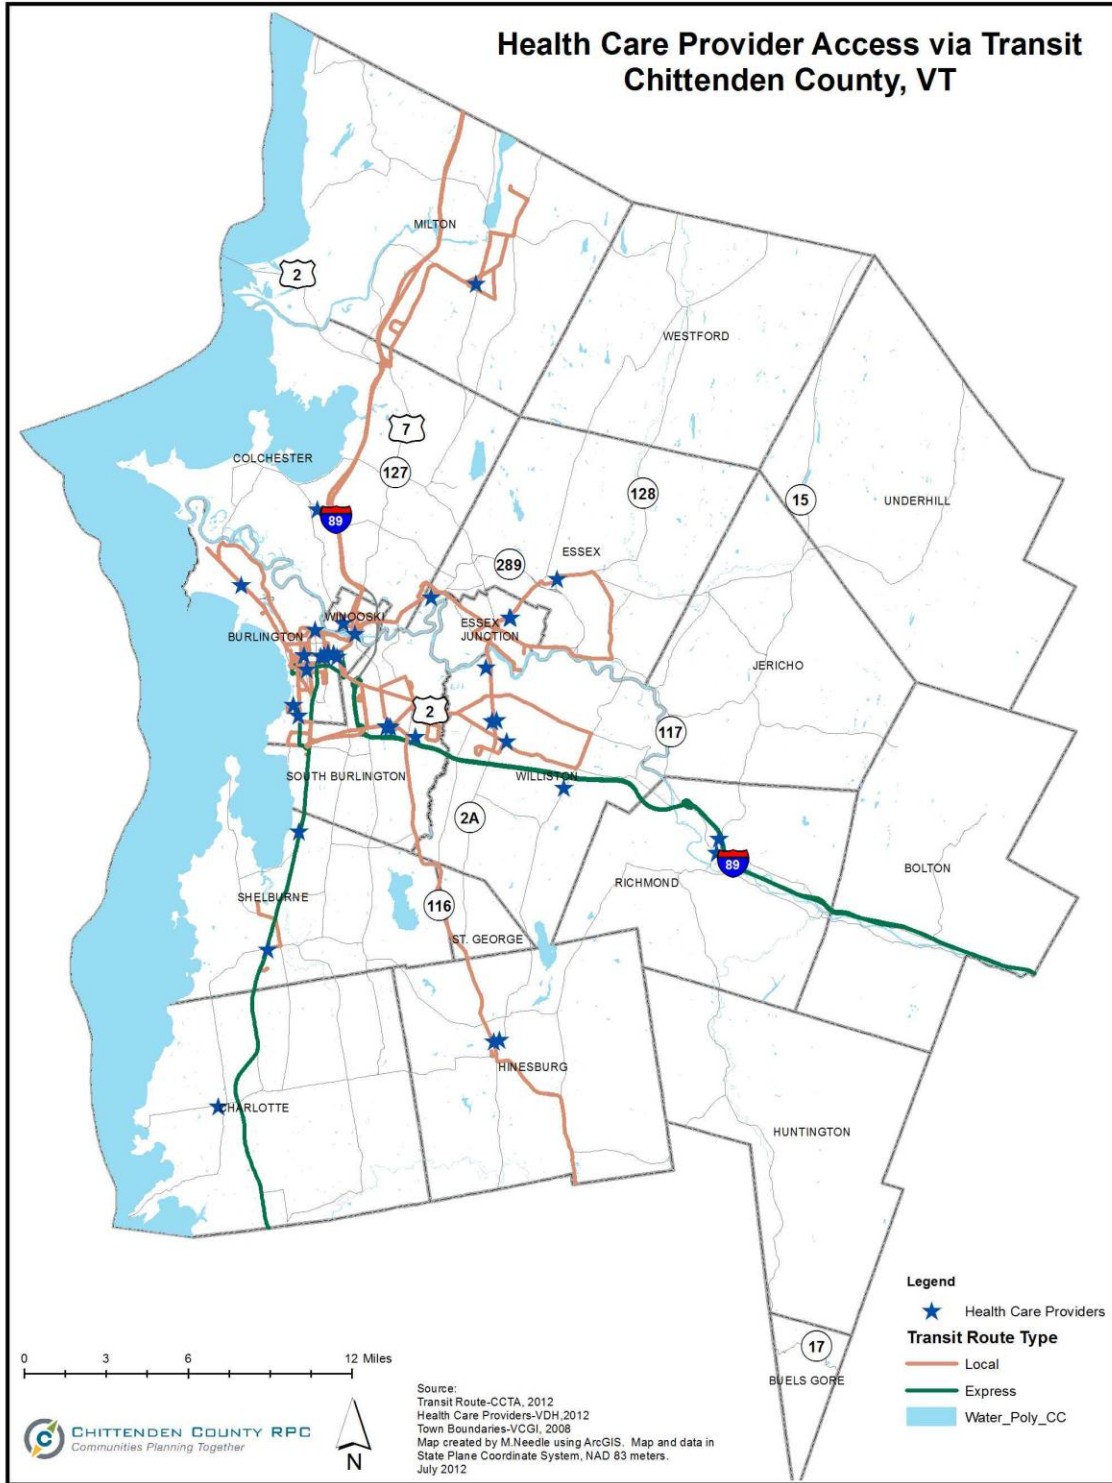 Health Care Provider Access via Transit
Chittenden County, VT
MILTON
2
WESTFORD
7
COLCHESTER
127
128
15
UNDERHILL
89
289
ESSEX
WINOOSKI
BURLINGTON
ESSEX
JUNCTION
JERICHO
2
117
SOUTH BURLINGTON
WILLISTON
2A
89
BOLTON
RICHMOND
SHELBURNE
116
ST. GEORGE
HINESBURG
CHARLOTTE
HUNTINGTON
17
BUELS GORE
Legend
Health Care Providers
Transit Route Type
Local
Express
Water_Poly_CC
0 3 6 12 Miles
CHITTENDEN COUNTY RPC
Communities Planning Together
N
Source:
Transit Route-CCTA, 2012
Health Care Providers-VDH,2012
Town Boundaries-VCGI, 2008
Map created by M.Needle using ArcGIS. Map and data in
State Plane Coordinate System, NAD 83 meters.
July 2012